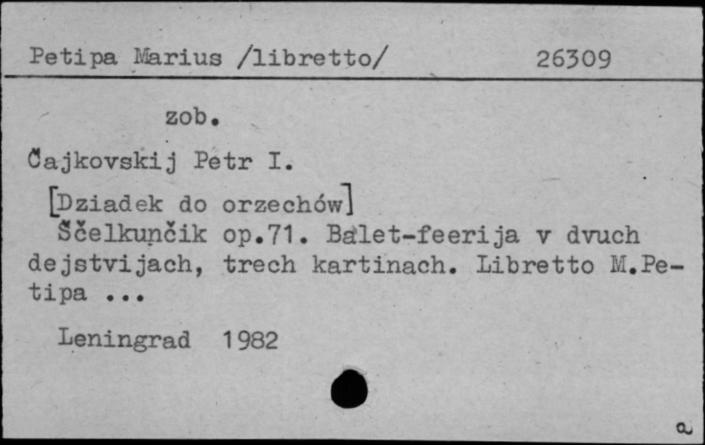 Petipa Marius /libretto/ 26309
zob.
Čajkovskij Petr I.
[Dziadek do orzechów]
Ščelkunčik op.71. Balet-feerija v dvuch
dejstvijach, trech kartinach. Libretto M.Pe-
tipa ...
Leningrad 1982
a